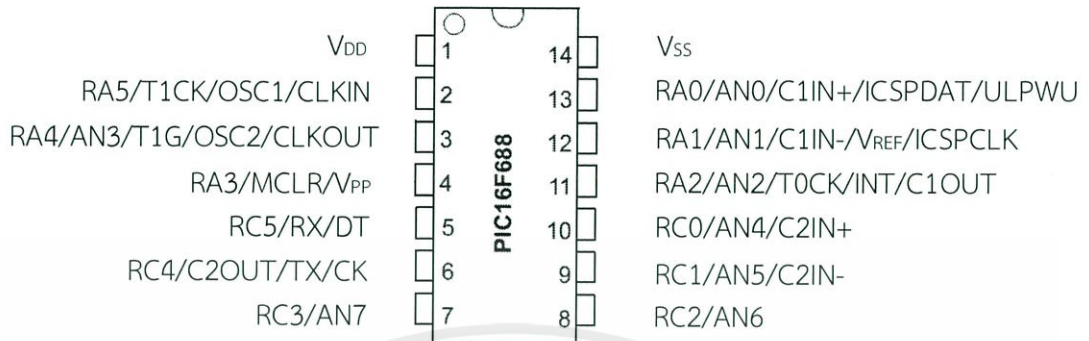 VDD 1 14 VSS
RA5/T1CK/OSC1/CLKIN 2 13 RA0/AN0/C1IN+/ICSPDAT/ULPWU
RA4/AN3/T1G/OSC2/CLKOUT 3 12 RA1/AN1/C1IN-/VREF/ICSPCLK
RA3/MCLR/VPP 4 11 RA2/AN2/T0CK/INT/C1OUT
RC5/RX/DT 5 10 RC0/AN4/C2IN+
RC4/C2OUT/TX/CK 6 9 RC1/AN5/C2IN-
RC3/AN7 7 8 RC2/AN6
PIC16F688